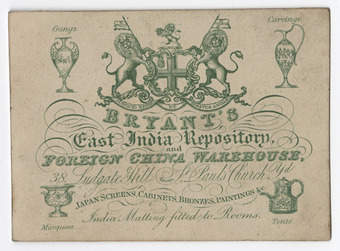 Gongs.
Carvings.
BRYANT'S
East India Repository,
and
FOREIGN CHINA WAREHOUSE,
38 Ludgate Hill St. Pauls Church Yd.
JAPAN SCREENS, CABINETS, BRONZES, PAINTINGS &c.
India Matting fitted to Rooms.
Marquees
Tents